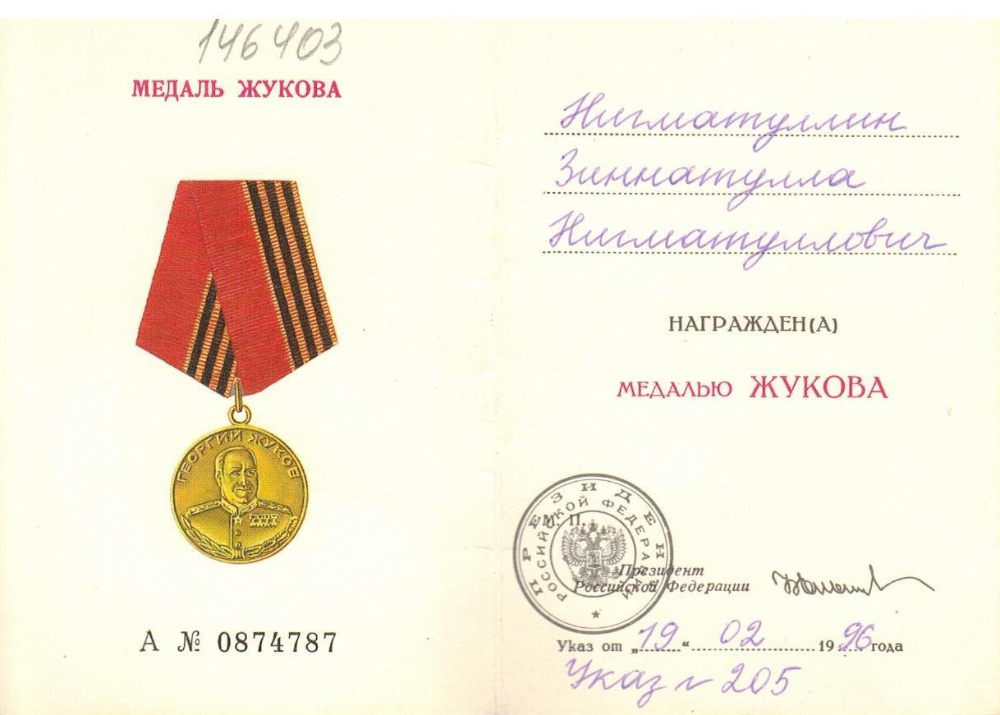 146403
МЕДАЛЬ ЖУКОВА
ГЕОРГИЙ ЖУКОВ
А № 0874787
Нигматуллин
Зиннатулла
Нигматуллович
НАГРАЖДЕН(А)
МЕДАЛЬЮ ЖУКОВА
ПРЕЗИДЕНТ
РОССИЙСКОЙ ФЕДЕРАЦИИ
М. П.
Президент
Российской Федерации
Указ от „19“ 02 1996 года
Указ № 205